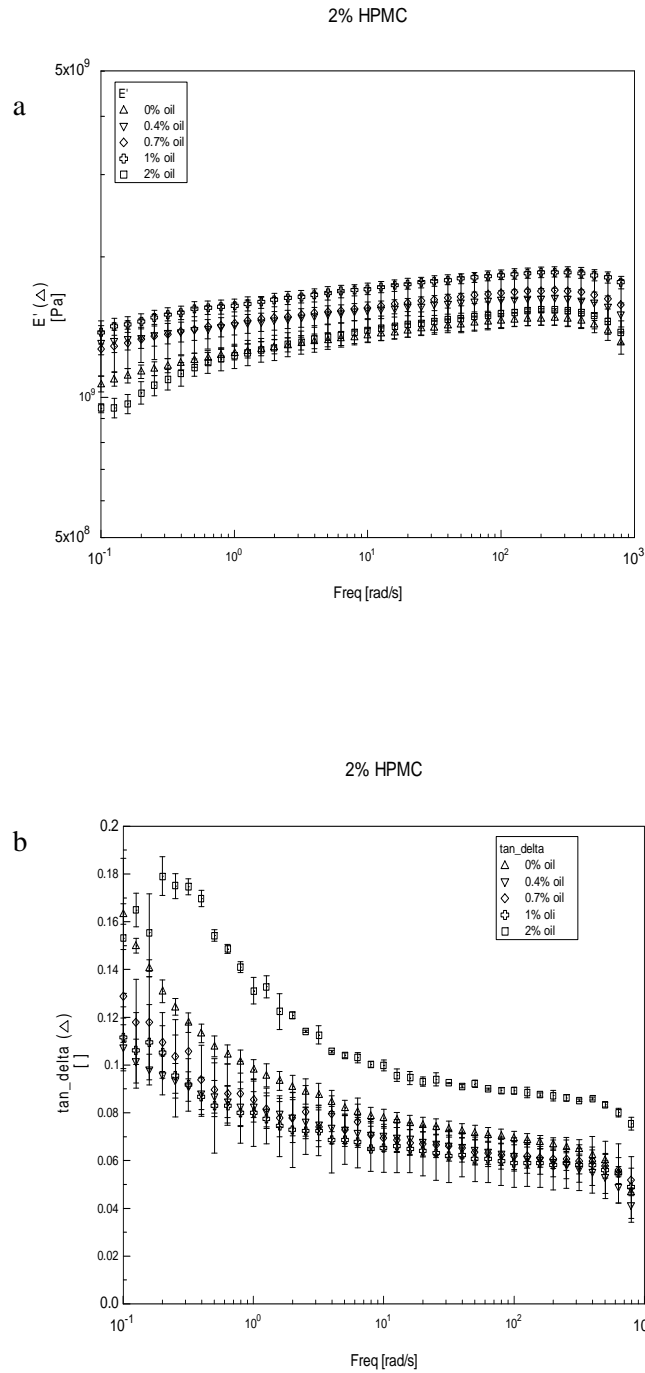 2% HPMC
a
5x10⁹
E'
0% oil
0.4% oil
0.7% oil
1% oil
2% oil
E' (△)
[Pa]
10⁹
5x10⁸
10⁻¹ 10⁰ 10¹ 10² 10³
Freq [rad/s]
2% HPMC
b
0.2
tan_delta
0% oil
0.4% oil
0.7% oil
1% oli
2% oil
0.18
0.16
0.14
0.12
0.1
tan_delta (△)
[ ]
0.08
0.06
0.04
0.02
0.0
10⁻¹ 10⁰ 10¹ 10² 10
Freq [rad/s]